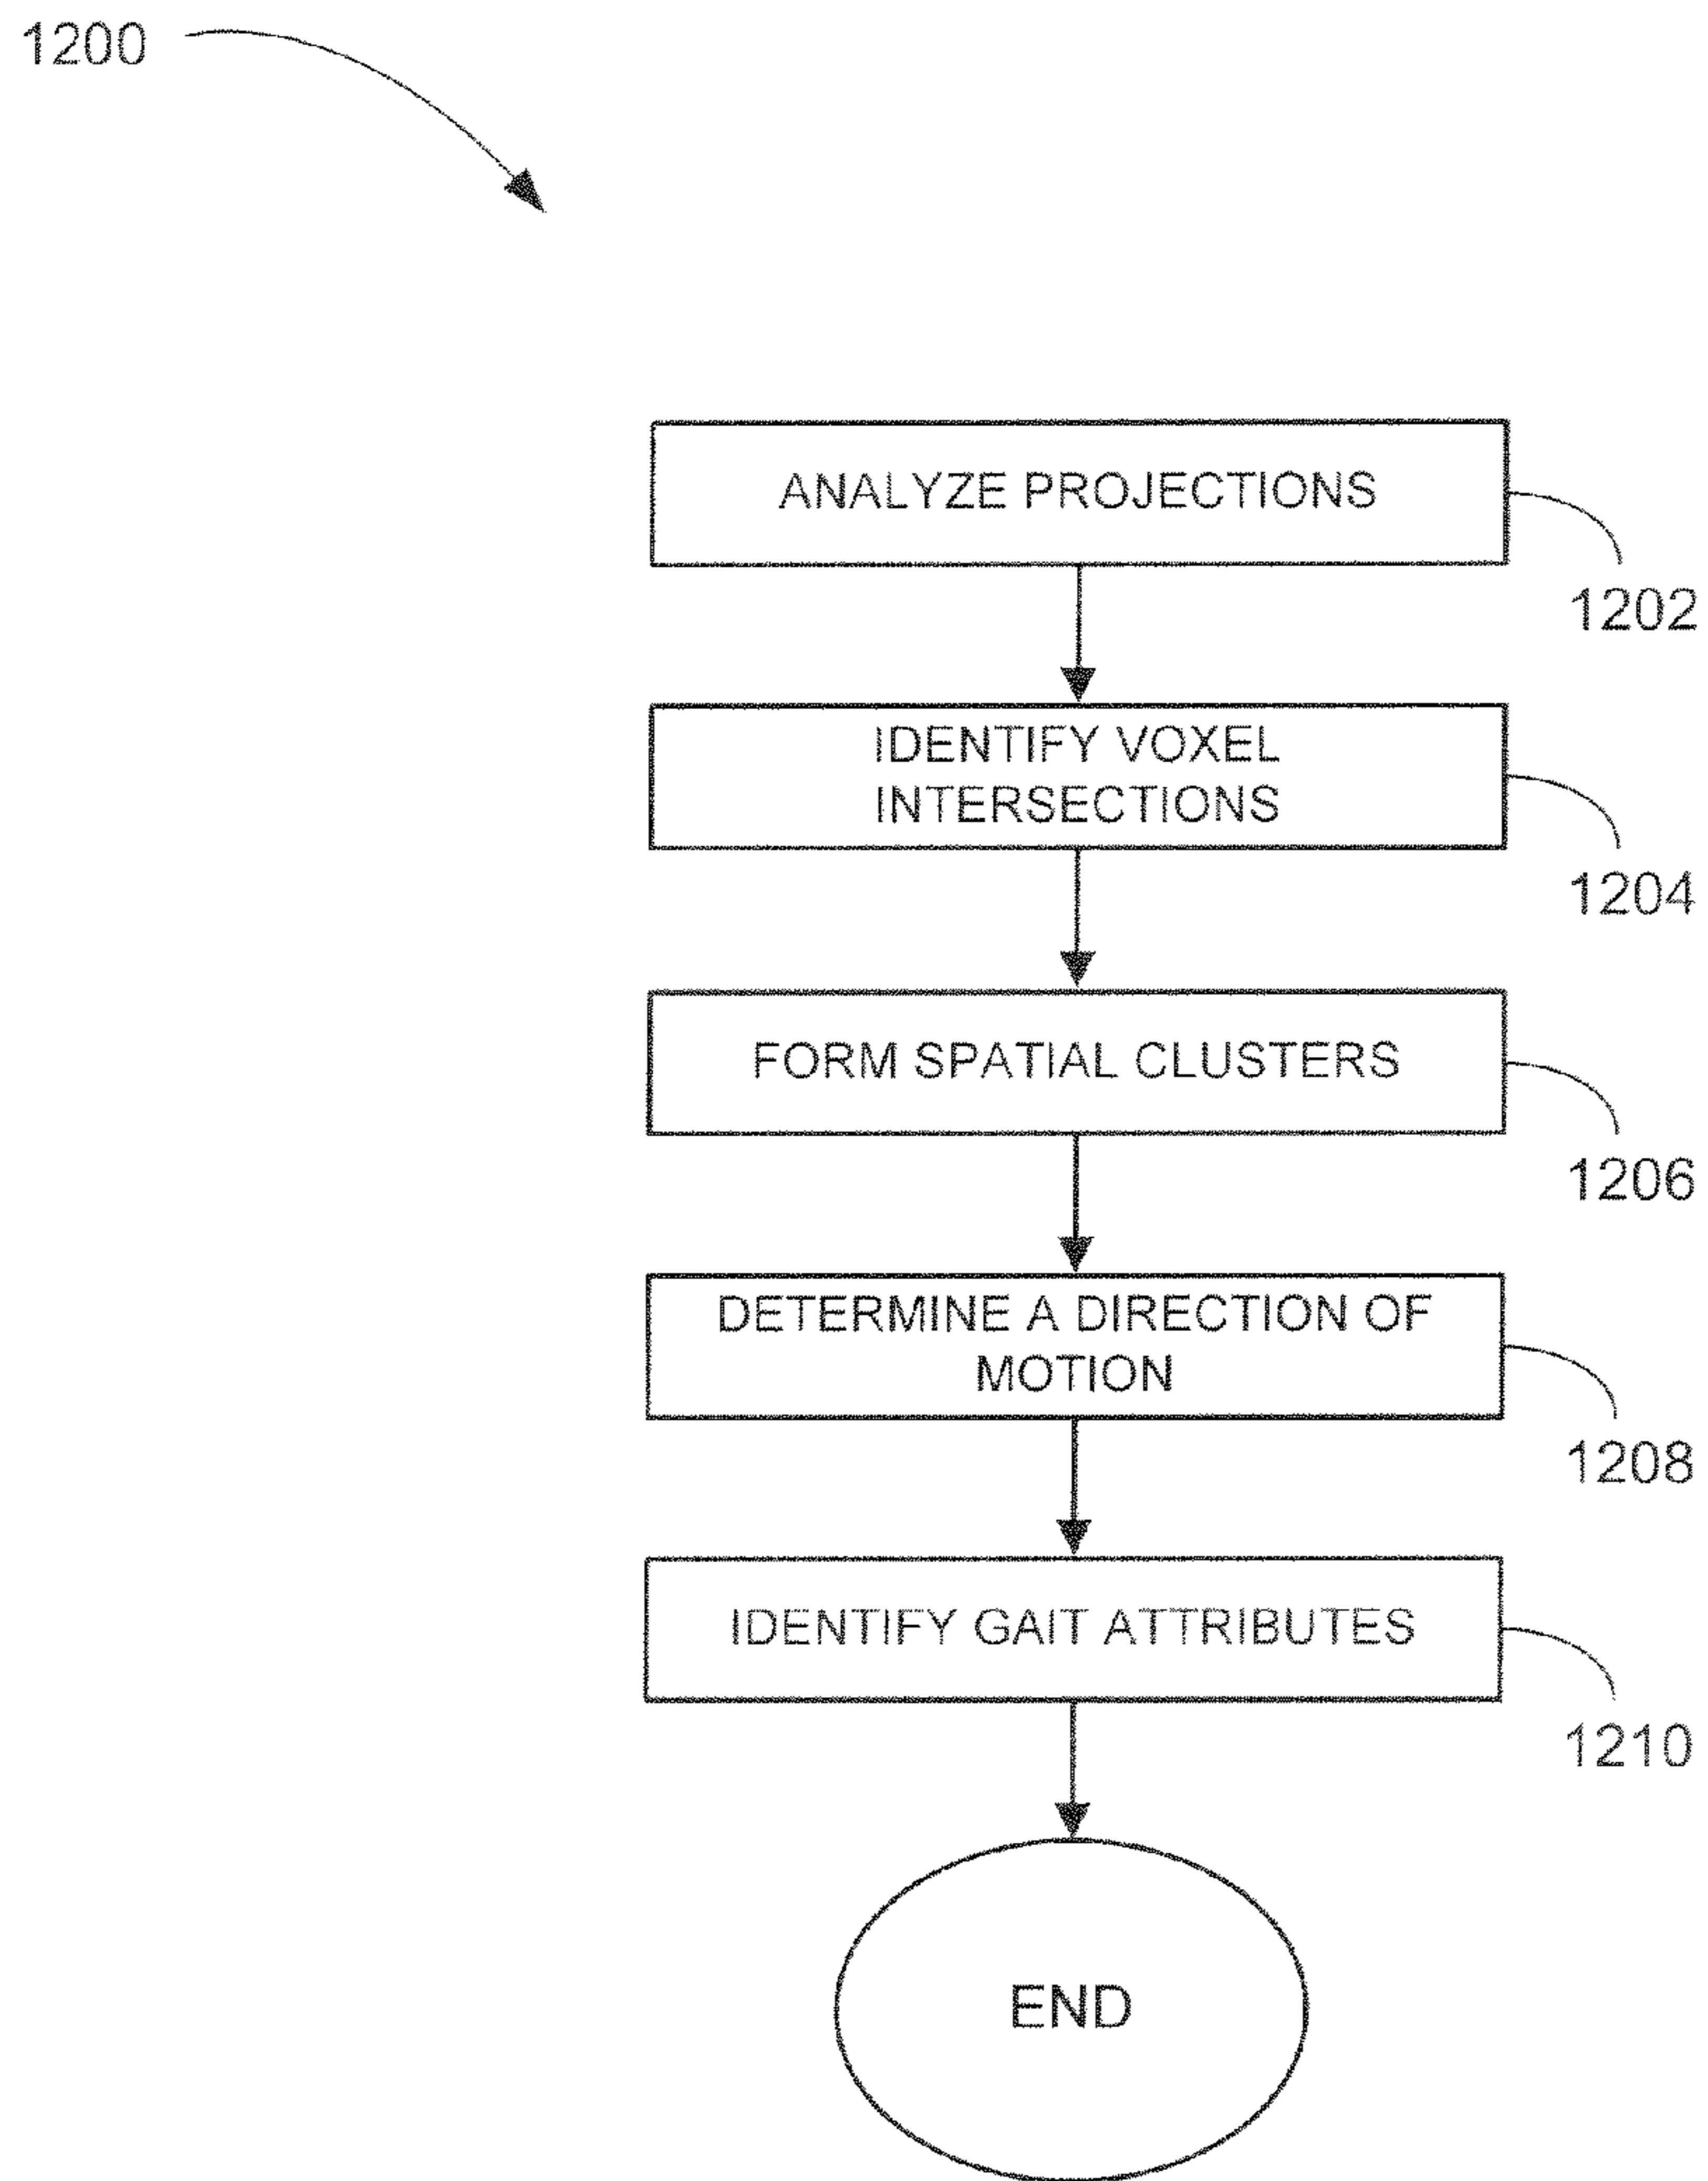 1200
ANALYZE PROJECTIONS
1202
IDENTIFY VOXEL
INTERSECTIONS
1204
FORM SPATIAL CLUSTERS
1206
DETERMINE A DIRECTION OF
MOTION
1208
IDENTIFY GAIT ATTRIBUTES
1210
END